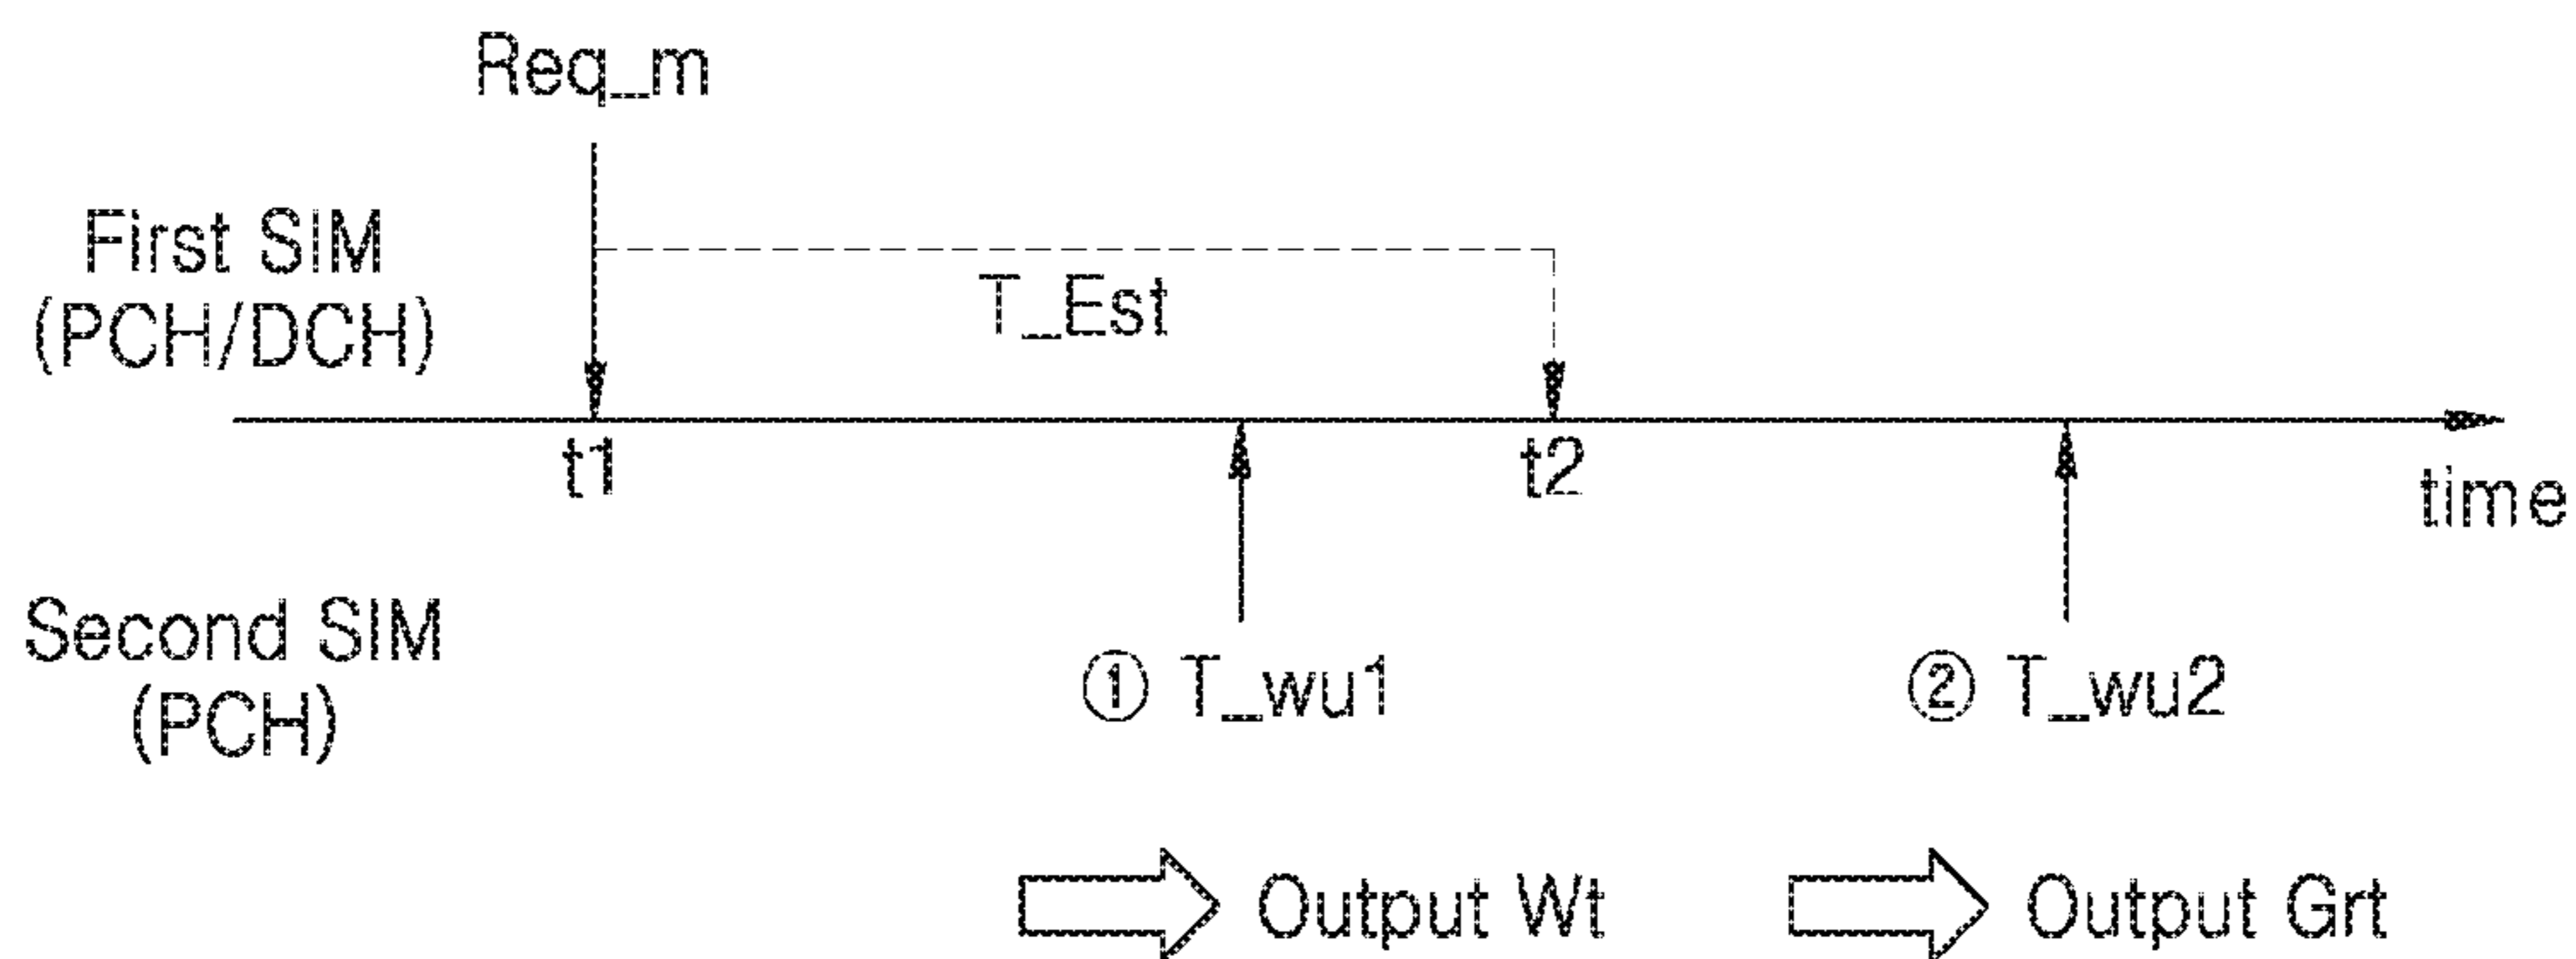 Req_m
First SIM
(PCH/DCH)
T_Est
t1
t2
time
Second SIM
(PCH)
① T_wu1
② T_wu2
Output Wt
Output Grt